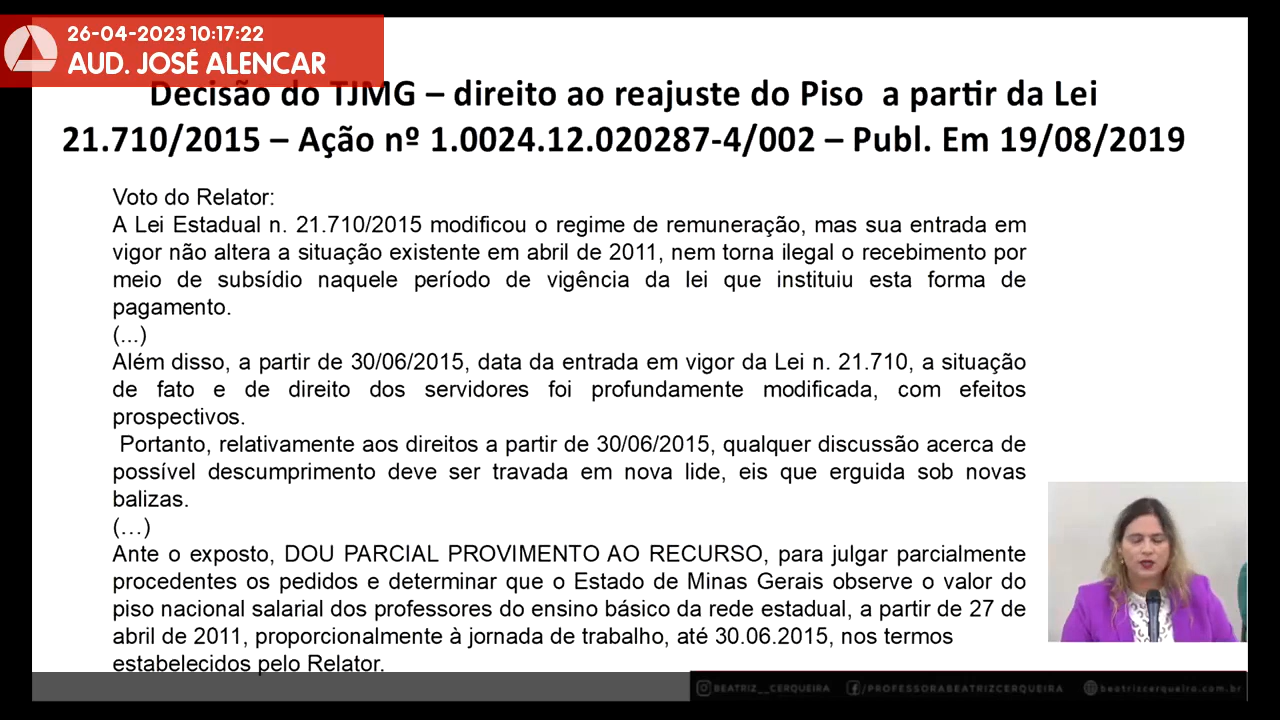 26-04-2023 10:17:22
AUD. JOSÉ ALENCAR
Decisão do TJMG – direito ao reajuste do Piso  a partir da Lei
21.710/2015 – Ação nº 1.0024.12.020287-4/002 – Publ. Em 19/08/2019
Voto do Relator:
A Lei Estadual n. 21.710/2015 modificou o regime de remuneração, mas sua entrada em
vigor não altera a situação existente em abril de 2011, nem torna ilegal o recebimento por
meio de subsídio naquele período de vigência da lei que instituiu esta forma de
pagamento.
(...)
Além disso, a partir de 30/06/2015, data da entrada em vigor da Lei n. 21.710, a situação
de fato e de direito dos servidores foi profundamente modificada, com efeitos
prospectivos.
Portanto, relativamente aos direitos a partir de 30/06/2015, qualquer discussão acerca de
possível descumprimento deve ser travada em nova lide, eis que erguida sob novas
balizas.
(…)
Ante o exposto, DOU PARCIAL PROVIMENTO AO RECURSO, para julgar parcialmente
procedentes os pedidos e determinar que o Estado de Minas Gerais observe o valor do
piso nacional salarial dos professores do ensino básico da rede estadual, a partir de 27 de
abril de 2011, proporcionalmente à jornada de trabalho, até 30.06.2015, nos termos
estabelecidos pelo Relator.
BEATRIZ__CERQUEIRA /PROFESSORABEATRIZCERQUEIRA beatrizcerqueira.com.br